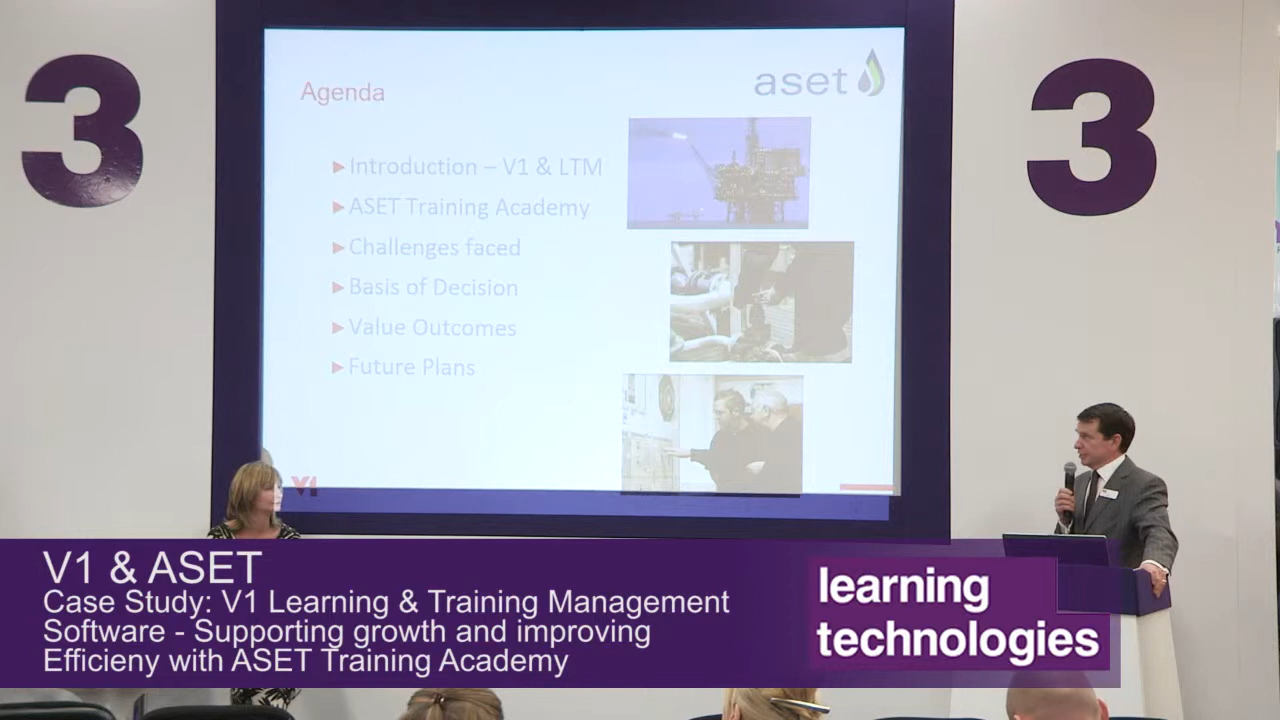 3
3
aset
Agenda
Introduction – V1 & LTM
ASET Training Academy
Challenges faced
Basis of Decision
Value Outcomes
Future Plans
V1
V1 & ASET
Case Study: V1 Learning & Training Management
Software - Supporting growth and improving
Efficieny with ASET Training Academy
learning
technologies